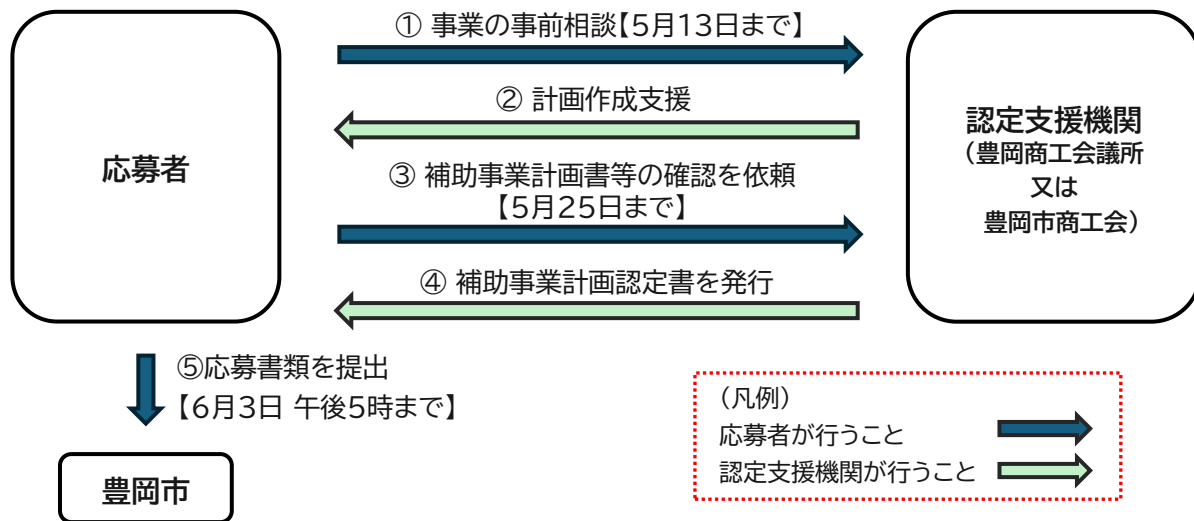 ① 事業の事前相談【5月13日まで】
② 計画作成支援
応募者
③ 補助事業計画書等の確認を依頼
【5月25日まで】
④ 補助事業計画認定書を発行
認定支援機関
（豊岡商工会議所
又は
豊岡市商工会）
⑤応募書類を提出
【6月3日 午後5時まで】
豊岡市
（凡例）
応募者が行うこと
認定支援機関が行うこと